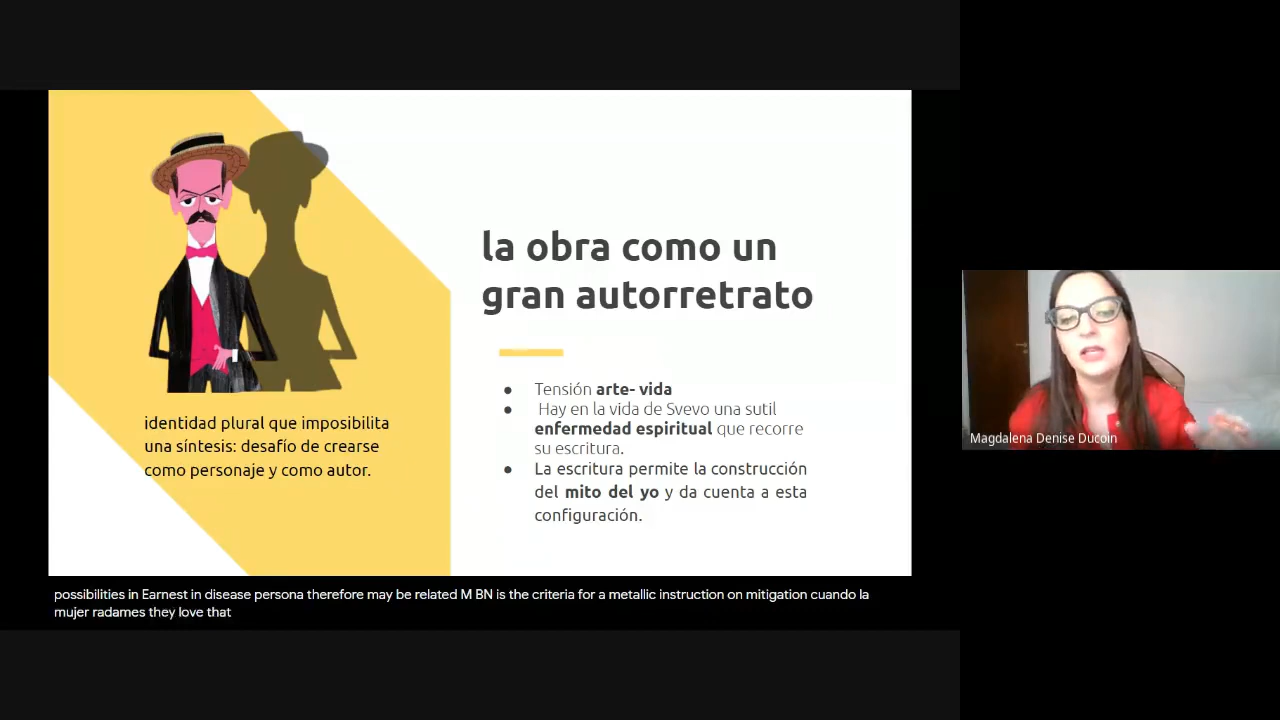 la obra como un
gran autorretrato
identidad plural que imposibilita
una síntesis: desafío de crearse
como personaje y como autor.
● Tensión arte- vida
● Hay en la vida de Svevo una sutil
enfermedad espiritual que recorre
su escritura.
● La escritura permite la construcción
del mito del yo y da cuenta a esta
configuración.
Magdalena Denise Ducoin
possibilities in Earnest in disease persona therefore may be related M BN is the criteria for a metallic instruction on mitigation cuando la
mujer radames they love that